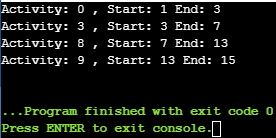 Activity: 0 , Start: 1 End: 3
Activity: 3 , Start: 3 End: 7
Activity: 8 , Start: 7 End: 13
Activity: 9 , Start: 13 End: 15
...Program finished with exit code 0
Press ENTER to exit console.